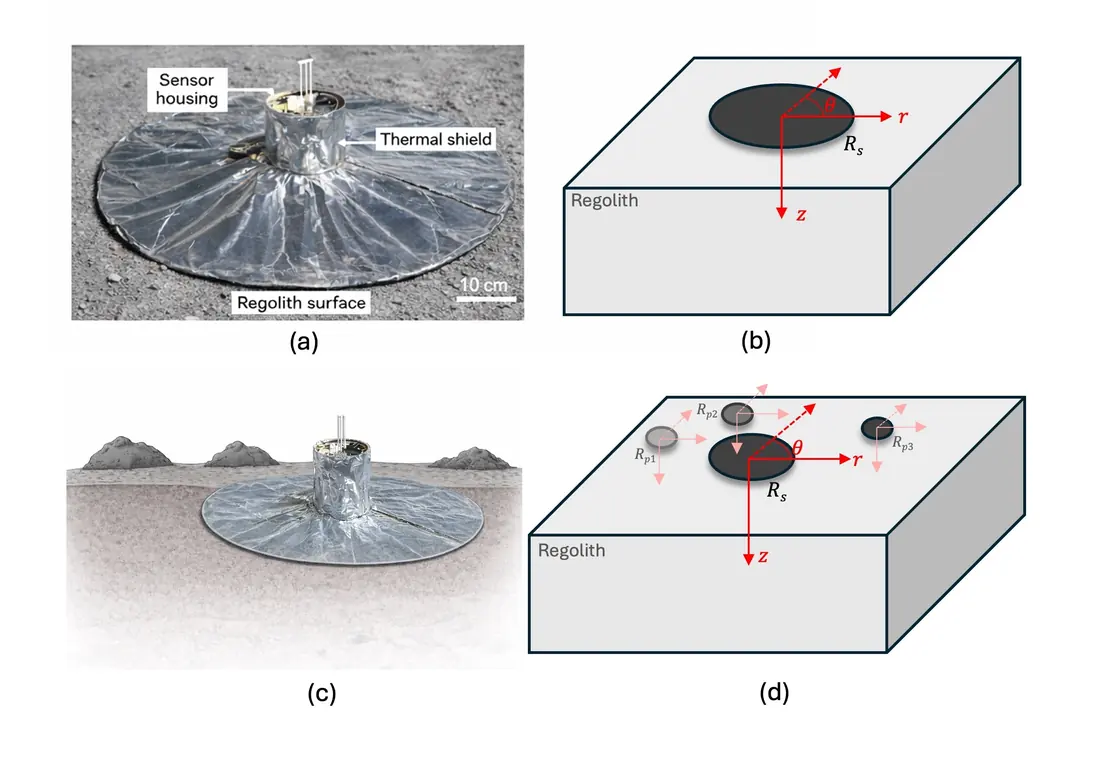 Sensor
housing
Thermal shield
Regolith surface
10 cm
(a)
θ
r
R_s
Regolith
z
(b)
(c)
R_p2
R_p1
θ
r
R_p3
R_s
Regolith
z
(d)